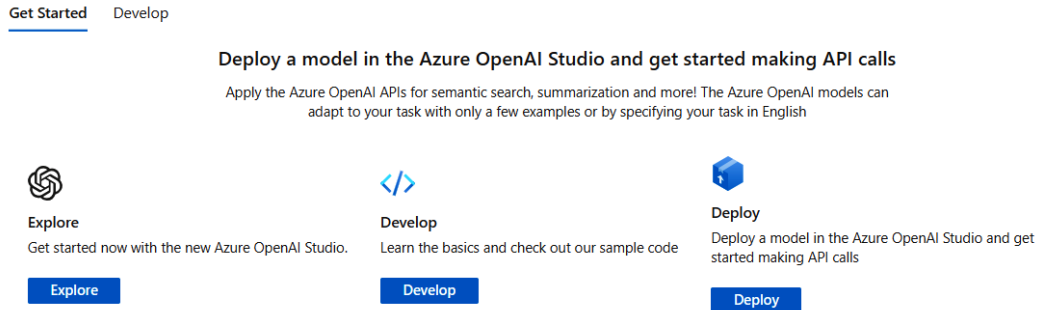 Get Started Develop
Deploy a model in the Azure OpenAI Studio and get started making API calls
Apply the Azure OpenAI APIs for semantic search, summarization and more! The Azure OpenAI models can
adapt to your task with only a few examples or by specifying your task in English
Explore
Get started now with the new Azure OpenAI Studio.
Explore
Develop
Learn the basics and check out our sample code
Develop
Deploy
Deploy a model in the Azure OpenAI Studio and get
started making API calls
Deploy